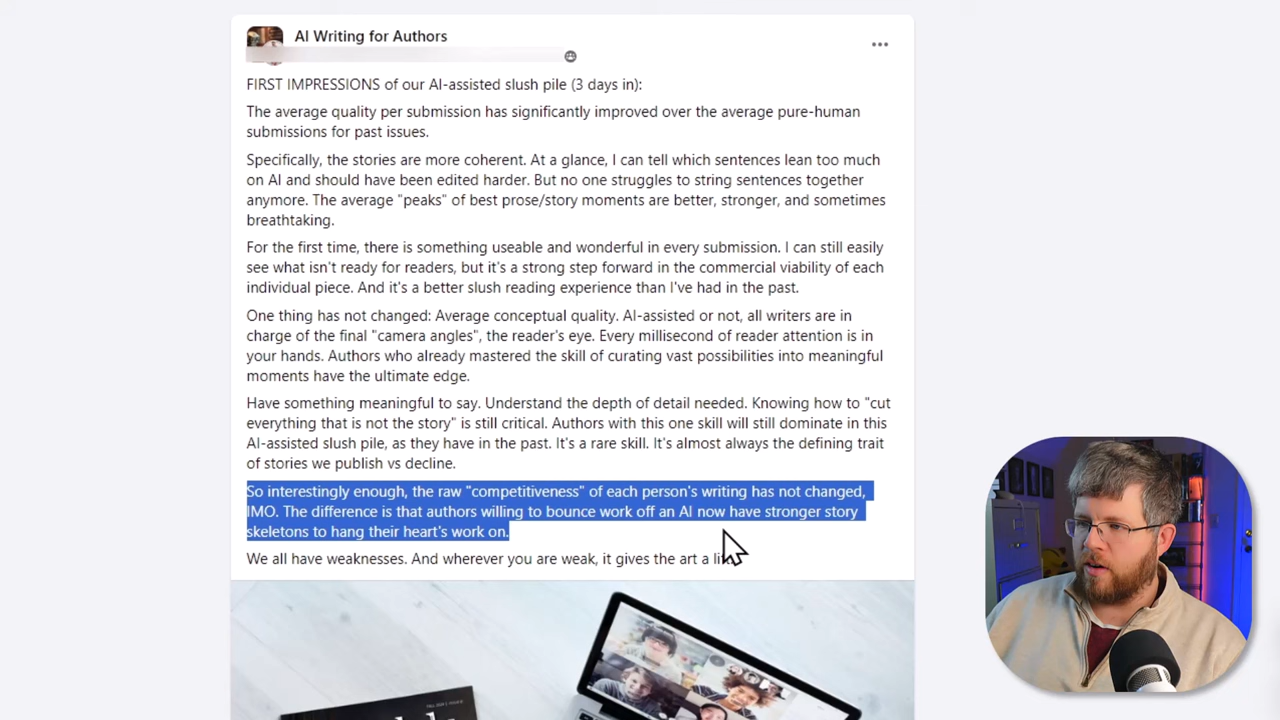 AI Writing for Authors
FIRST IMPRESSIONS of our AI-assisted slush pile (3 days in):
The average quality per submission has significantly improved over the average pure-human
submissions for past issues.
Specifically, the stories are more coherent. At a glance, I can tell which sentences lean too much
on AI and should have been edited harder. But no one struggles to string sentences together
anymore. The average "peaks" of best prose/story moments are better, stronger, and sometimes
breathtaking.
For the first time, there is something useable and wonderful in every submission. I can still easily
see what isn't ready for readers, but it's a strong step forward in the commercial viability of each
individual piece. And it's a better slush reading experience than I've had in the past.
One thing has not changed: Average conceptual quality. AI-assisted or not, all writers are in
charge of the final "camera angles", the reader's eye. Every millisecond of reader attention is in
your hands. Authors who already mastered the skill of curating vast possibilities into meaningful
moments have the ultimate edge.
Have something meaningful to say. Understand the depth of detail needed. Knowing how to "cut
everything that is not the story" is still critical. Authors with this one skill will still dominate in this
AI-assisted slush pile, as they have in the past. It's a rare skill. It's almost always the defining trait
of stories we publish vs decline.
So interestingly enough, the raw "competitiveness" of each person's writing has not changed,
IMO. The difference is that authors willing to bounce work off an AI now have stronger story
skeletons to hang their heart's work on.
We all have weaknesses. And wherever you are weak, it gives the art a